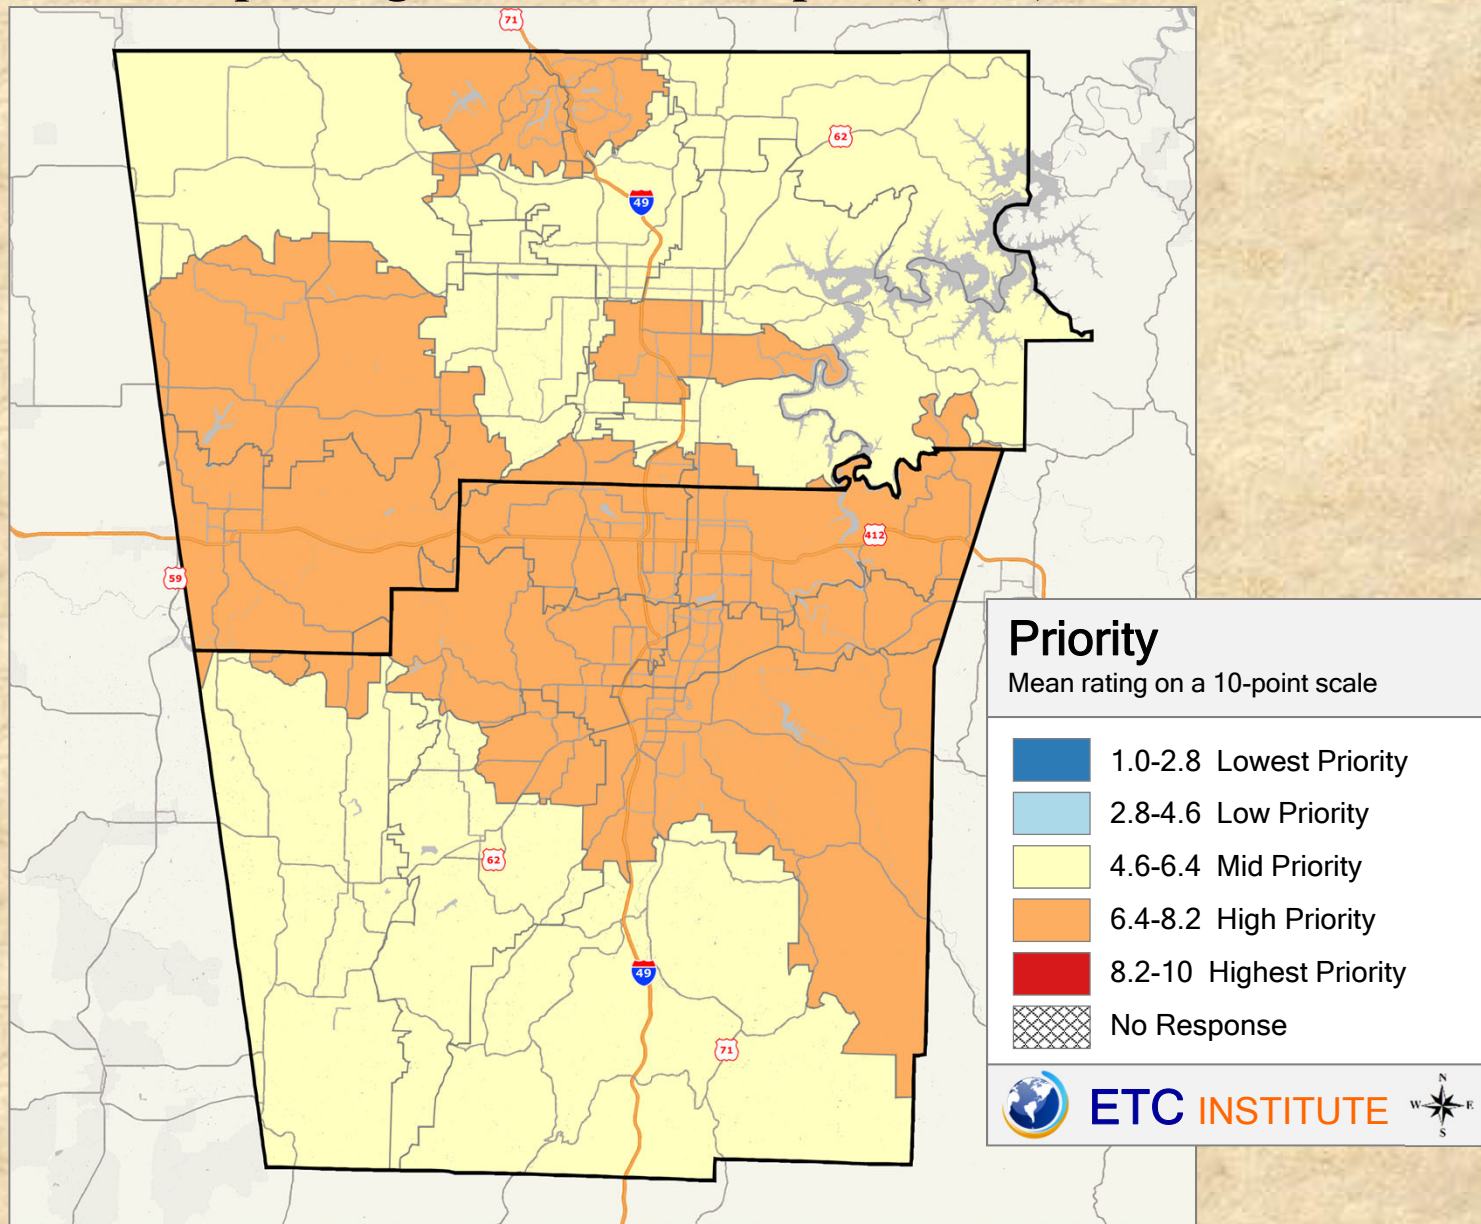 71
62
49
412
59
62
49
71
Priority
Mean rating on a 10-point scale
1.0-2.8 Lowest Priority
2.8-4.6 Low Priority
4.6-6.4 Mid Priority
6.4-8.2 High Priority
8.2-10 Highest Priority
No Response
ETC INSTITUTE
N
W E
S